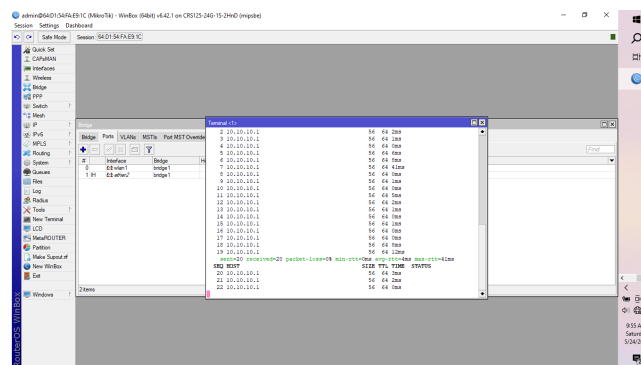 admin@64:D1:54:FA:E9:1C (MikroTik) - WinBox (64bit) v6.42.1 on CRS125-24G-1S-2HnD (mipsbe)
Session Settings Dashboard
Safe Mode Session: 64:D1:54:FA:E9:1C
Quick Set
CAPsMAN
Interfaces
Wireless
Bridge
PPP
Switch
Mesh
IP
IPv6
MPLS
Routing
System
Queues
Files
Log
Radius
Tools
New Terminal
LCD
MetaROUTER
Partition
Make Supout.rif
New WinBox
Exit
Windows
RouterOS WinBox
Bridge
Bridge Ports VLANs MSTIs Port MST Override
Find
# Interface Bridge
0 wlan1 bridge1
1 IH ether2 bridge1
2 items
Terminal <1>
2 10.10.10.1 56 64 2ms
3 10.10.10.1 56 64 1ms
4 10.10.10.1 56 64 0ms
5 10.10.10.1 56 64 6ms
6 10.10.10.1 56 64 8ms
7 10.10.10.1 56 64 41ms
8 10.10.10.1 56 64 0ms
9 10.10.10.1 56 64 1ms
10 10.10.10.1 56 64 0ms
11 10.10.10.1 56 64 5ms
12 10.10.10.1 56 64 2ms
13 10.10.10.1 56 64 1ms
14 10.10.10.1 56 64 0ms
15 10.10.10.1 56 64 1ms
16 10.10.10.1 56 64 0ms
17 10.10.10.1 56 64 0ms
18 10.10.10.1 56 64 9ms
19 10.10.10.1 56 64 12ms
sent=20 received=20 packet-loss=0% min-rtt=0ms avg-rtt=4ms max-rtt=41ms
SEQ HOST SIZE TTL TIME STATUS
20 10.10.10.1 56 64 3ms
21 10.10.10.1 56 64 2ms
22 10.10.10.1 56 64 0ms
9:55 A
Saturd
5/24/2